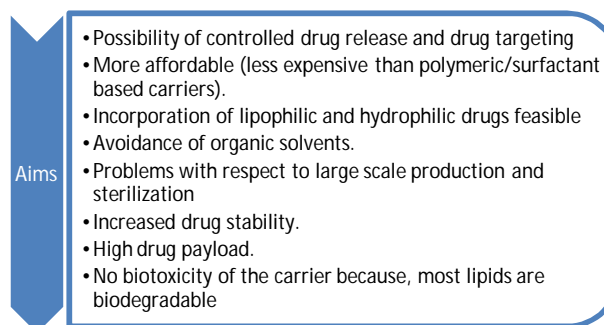 Aims
• Possibility of controlled drug release and drug targeting
• More affordable (less expensive than polymeric/surfactant
based carriers).
• Incorporation of lipophilic and hydrophilic drugs feasible
• Avoidance of organic solvents.
• Problems with respect to large scale production and
sterilization
• Increased drug stability.
• High drug payload.
• No biotoxicity of the carrier because, most lipids are
biodegradable